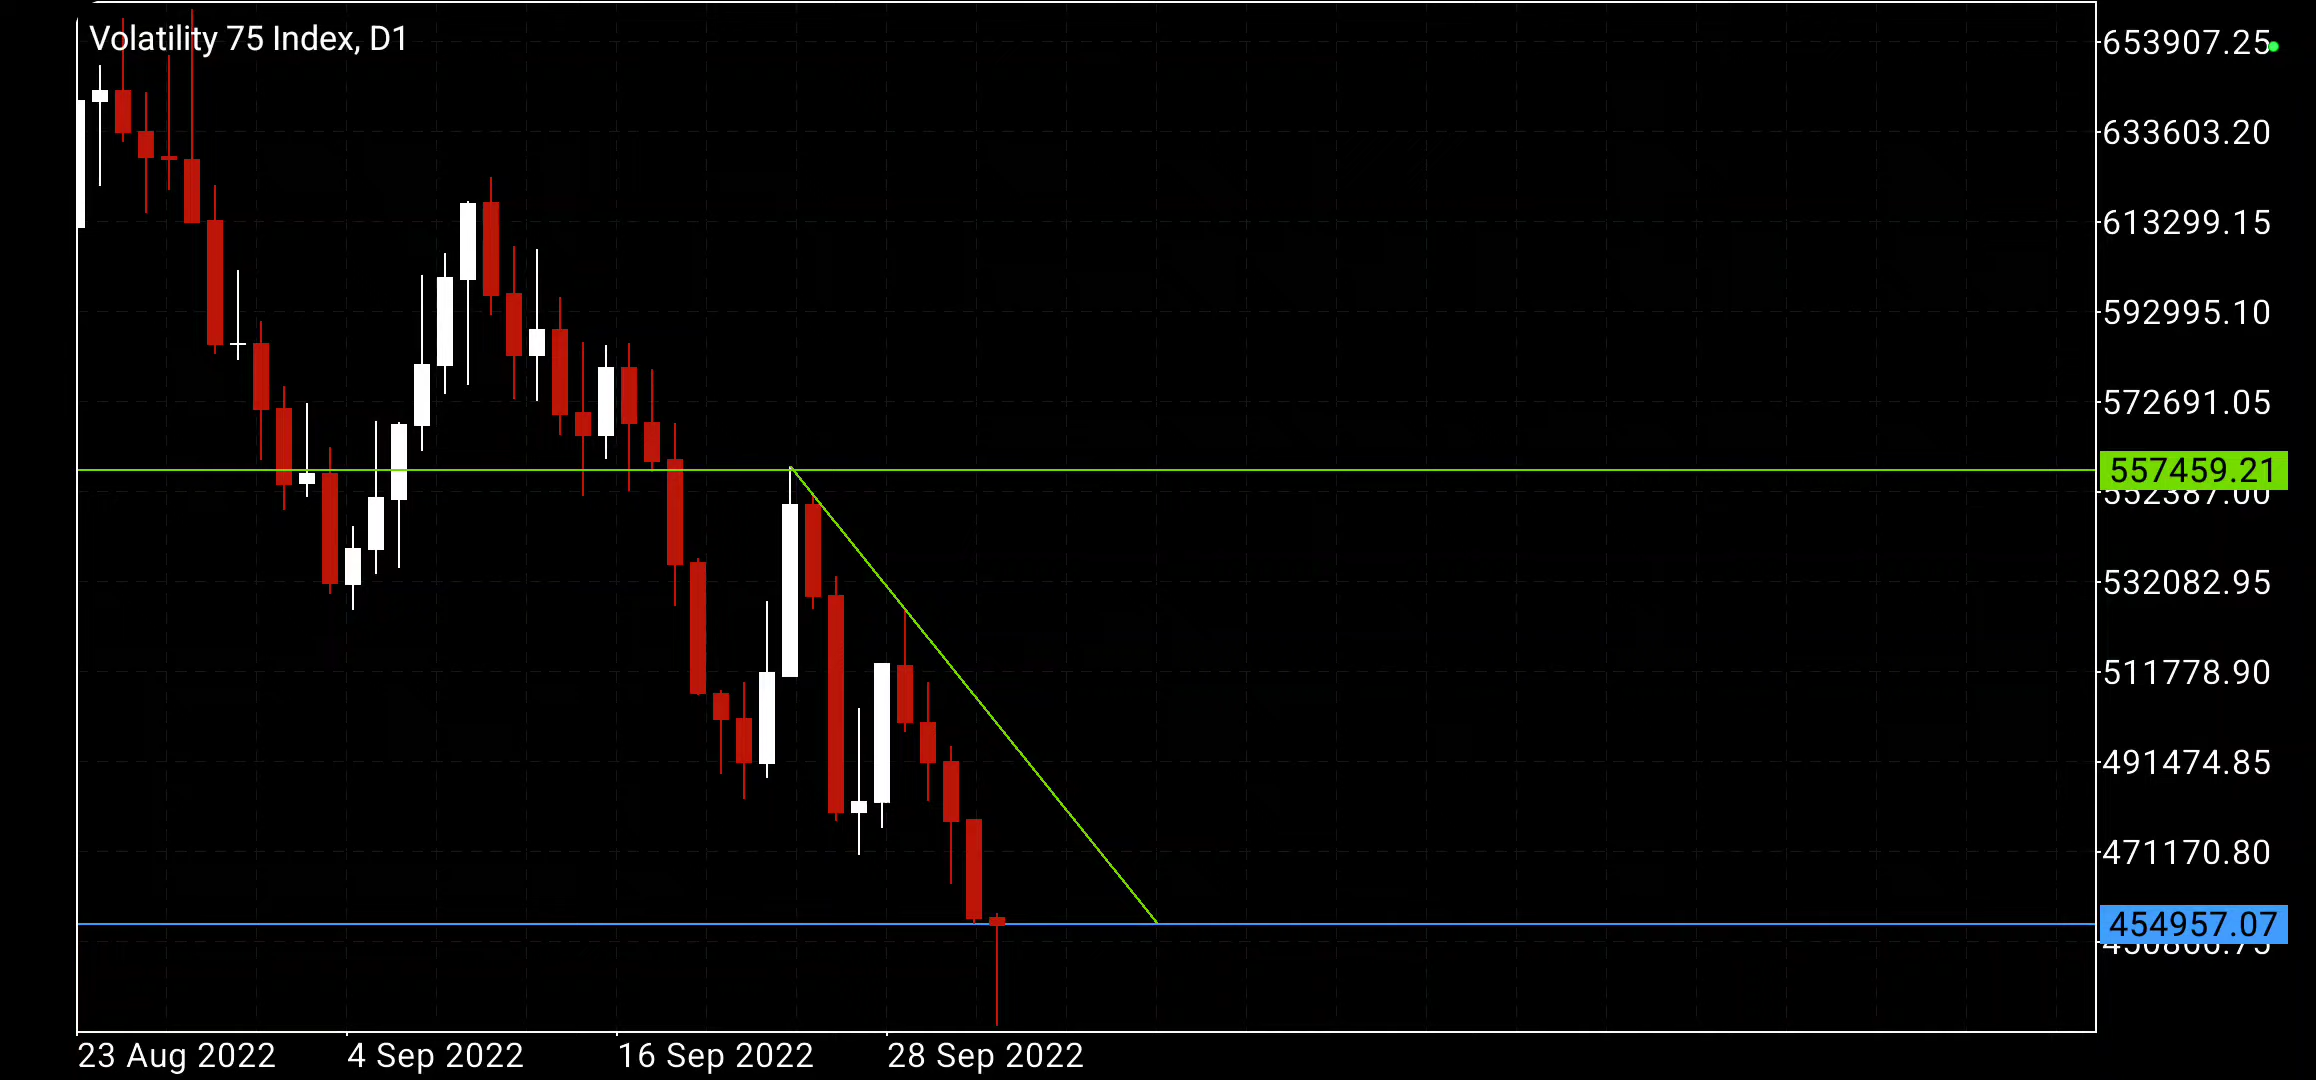 Volatility 75 Index, D1
653907.25
633603.20
613299.15
592995.10
572691.05
557459.21
552387.00
532082.95
511778.90
491474.85
471170.80
454957.07
23 Aug 2022
4 Sep 2022
16 Sep 2022
28 Sep 2022